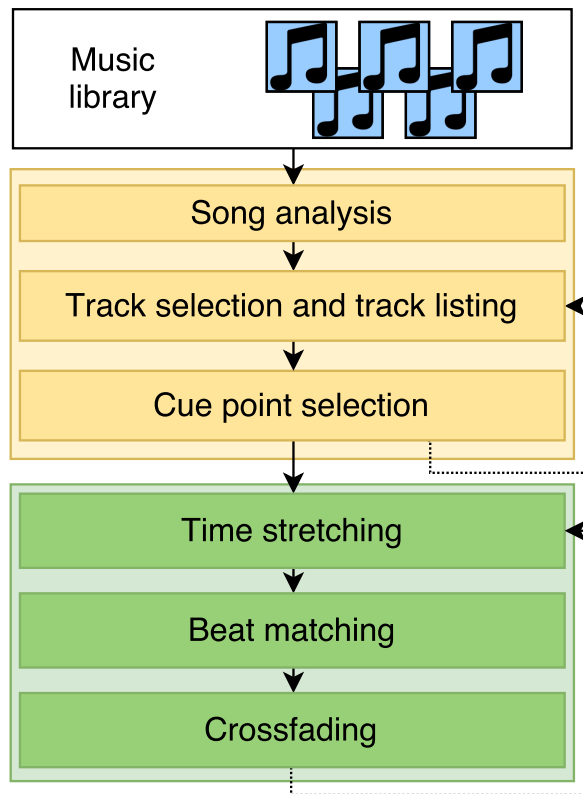 Music
library
Song analysis
Track selection and track listing
Cue point selection
Time stretching
Beat matching
Crossfading